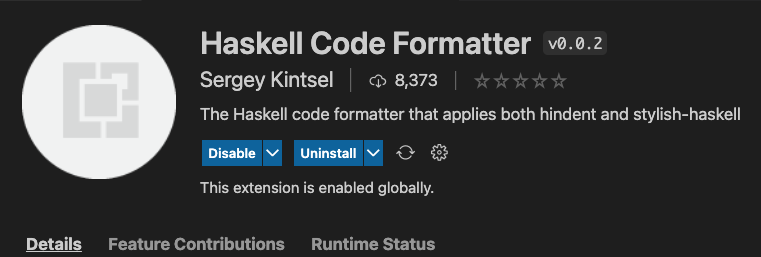 Haskell Code Formatter v0.0.2
Sergey Kintsel 8,373
The Haskell code formatter that applies both hindent and stylish-haskell
Disable Uninstall
This extension is enabled globally.
Details Feature Contributions Runtime Status